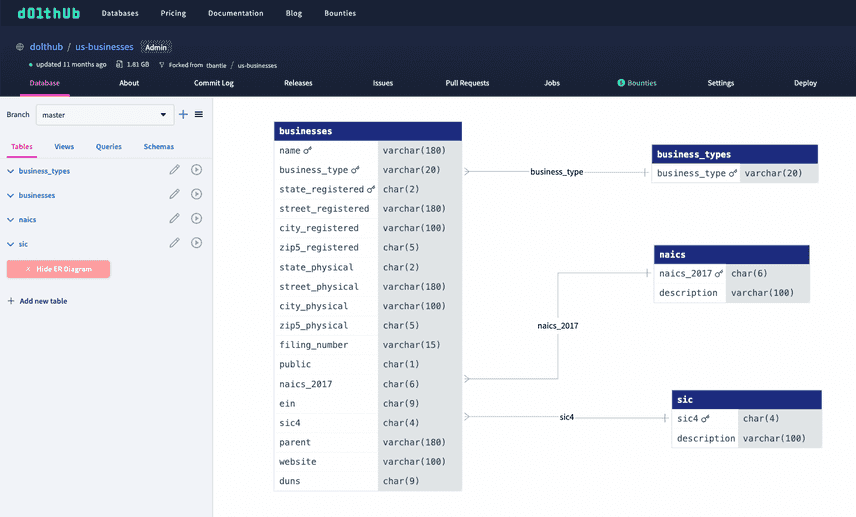 d0lthub Databases Pricing Documentation Blog Bounties
dolthub / us-businesses Admin
updated 11 months ago 1.81 GB Forked from tbantie / us-businesses
Database About Commit Log Releases Issues Pull Requests Jobs $ Bounties Settings Deploy
Branch master
Tables Views Queries Schemas
business_types
businesses
naics
sic
× Hide ER Diagram
+ Add new table
businesses
name varchar(180)
business_type varchar(20)
state_registered char(2)
street_registered varchar(180)
city_registered varchar(100)
zip5_registered char(5)
state_physical char(2)
street_physical varchar(180)
city_physical varchar(100)
zip5_physical char(5)
filing_number varchar(15)
public char(1)
naics_2017 char(6)
ein char(9)
sic4 char(4)
parent varchar(180)
website varchar(100)
duns char(9)
business_type
naics_2017
sic4
business_types
business_type varchar(20)
naics
naics_2017 char(6)
description varchar(100)
sic
sic4 char(4)
description varchar(100)